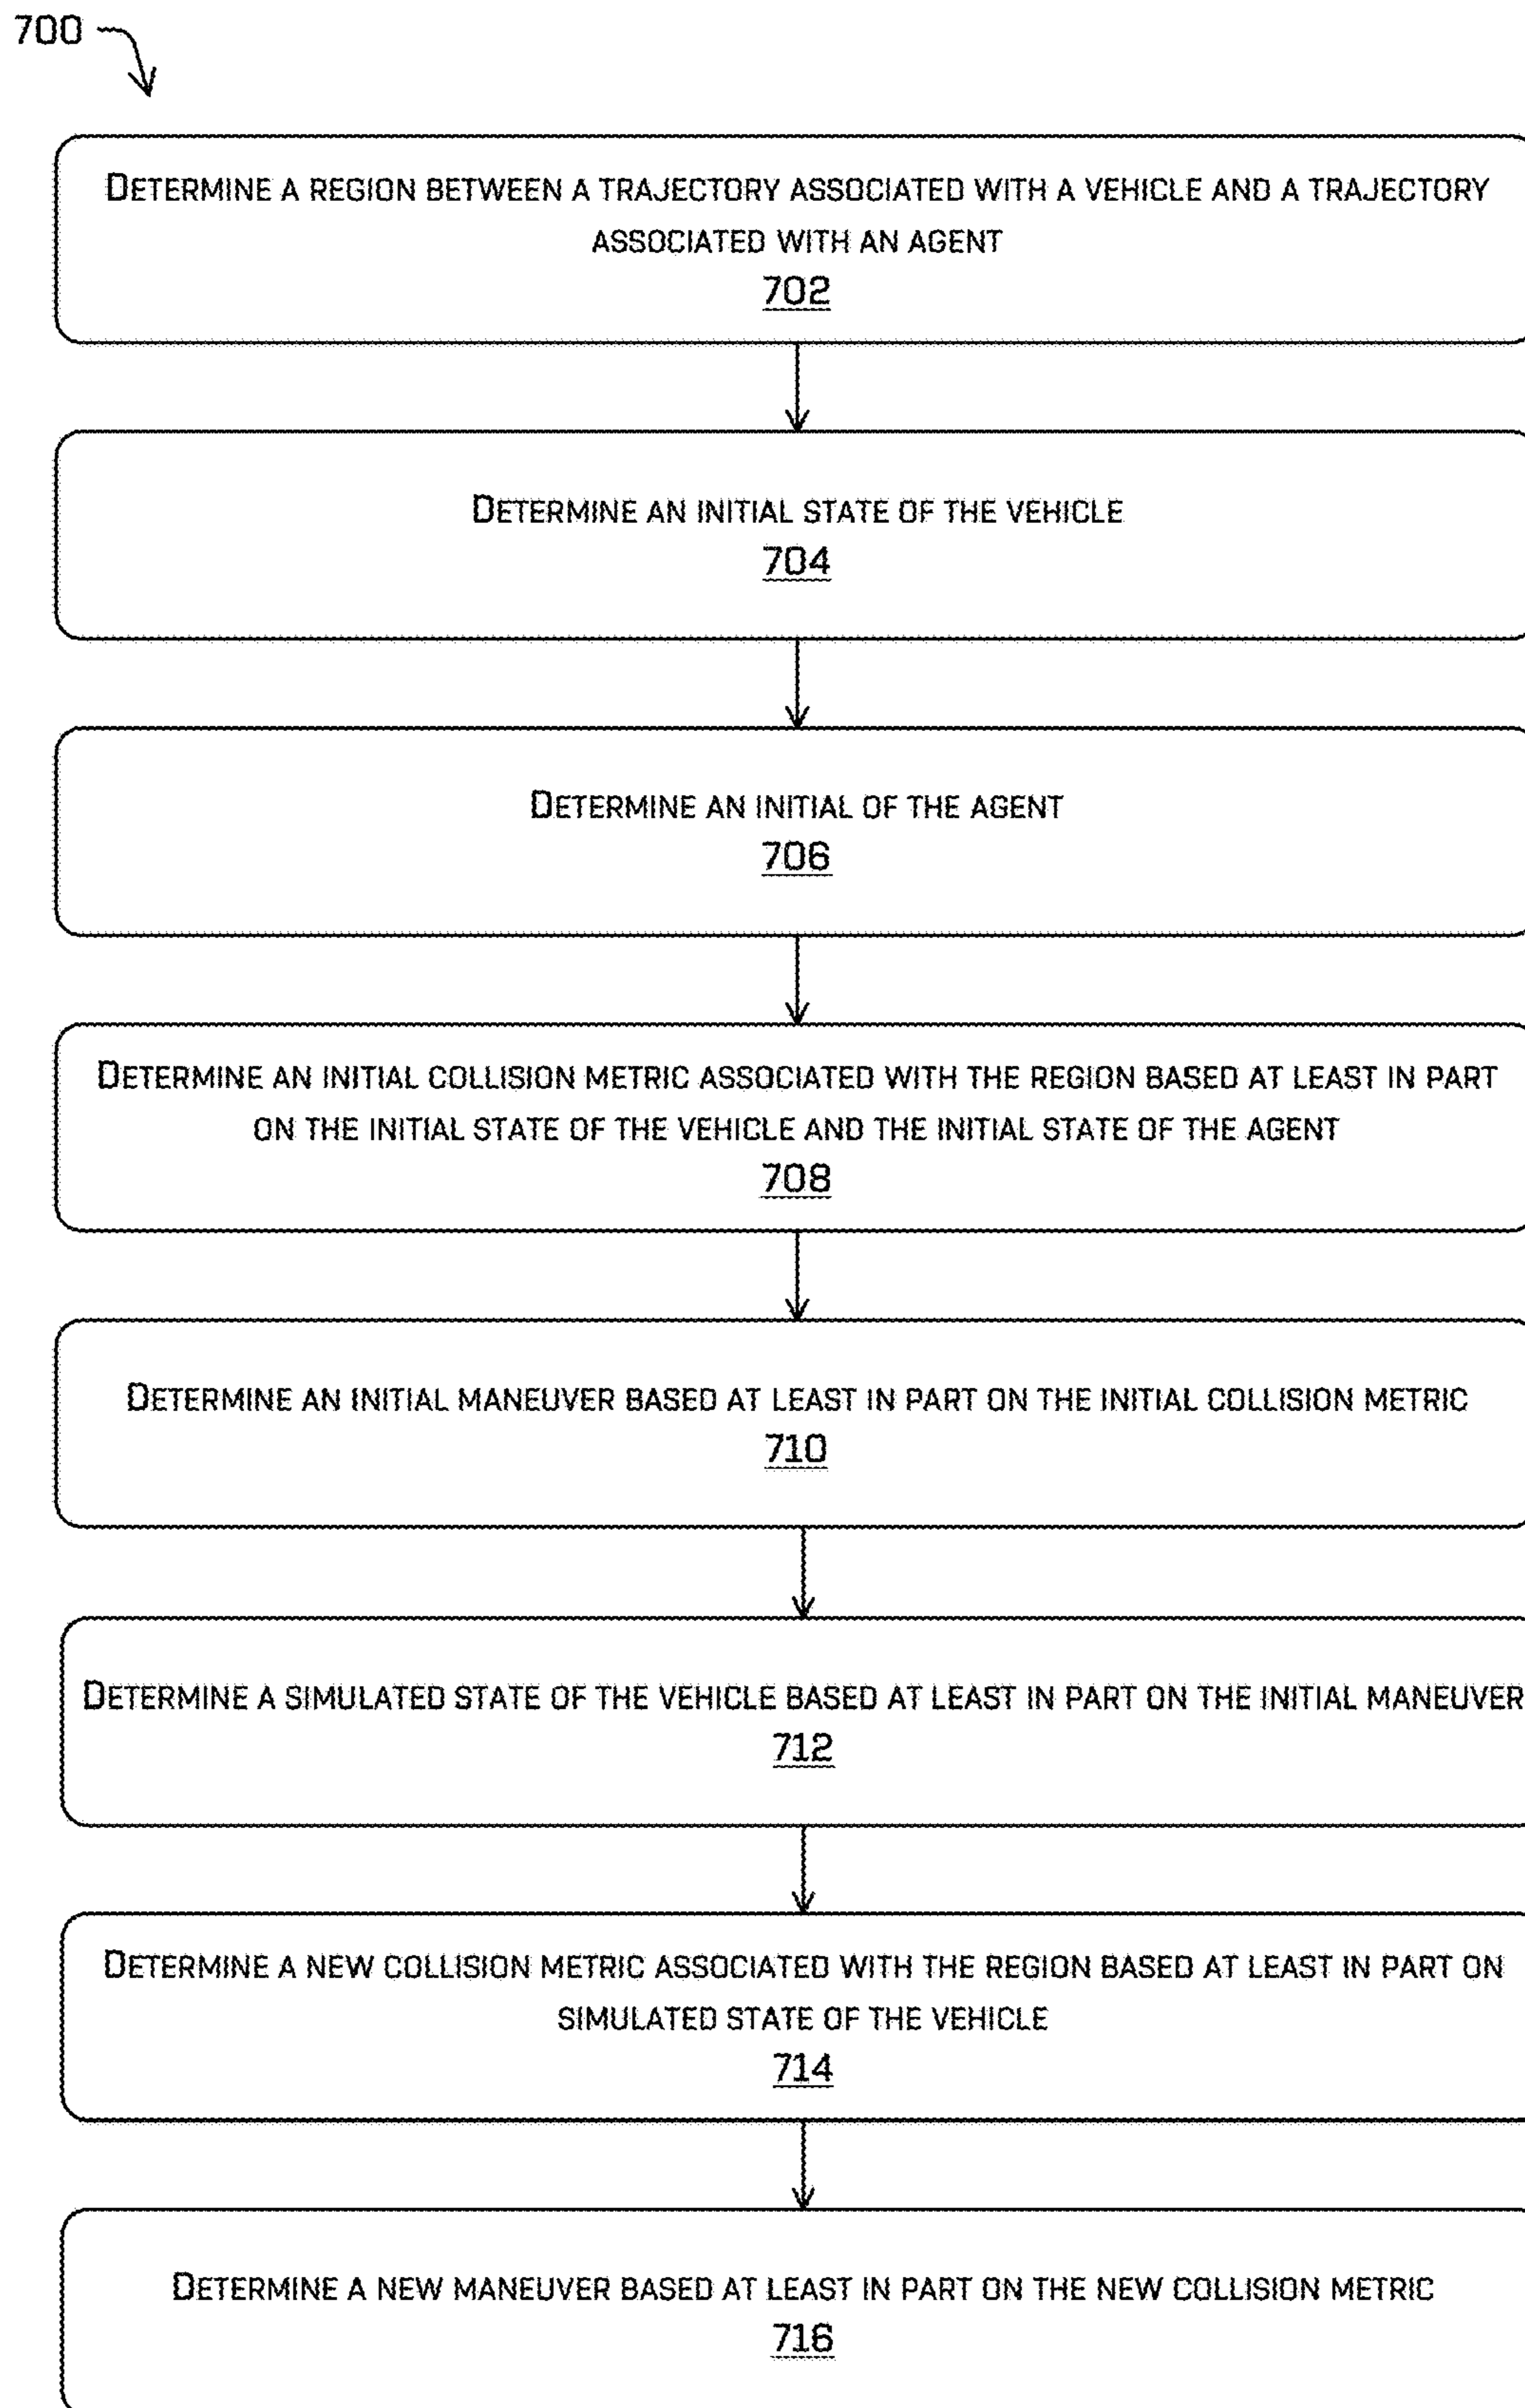 700
DETERMINE A REGION BETWEEN A TRAJECTORY ASSOCIATED WITH A VEHICLE AND A TRAJECTORY
ASSOCIATED WITH AN AGENT
702
DETERMINE AN INITIAL STATE OF THE VEHICLE
704
DETERMINE AN INITIAL OF THE AGENT
706
DETERMINE AN INITIAL COLLISION METRIC ASSOCIATED WITH THE REGION BASED AT LEAST IN PART
ON THE INITIAL STATE OF THE VEHICLE AND THE INITIAL STATE OF THE AGENT
708
DETERMINE AN INITIAL MANEUVER BASED AT LEAST IN PART ON THE INITIAL COLLISION METRIC
710
DETERMINE A SIMULATED STATE OF THE VEHICLE BASED AT LEAST IN PART ON THE INITIAL MANEUVER
712
DETERMINE A NEW COLLISION METRIC ASSOCIATED WITH THE REGION BASED AT LEAST IN PART ON
SIMULATED STATE OF THE VEHICLE
714
DETERMINE A NEW MANEUVER BASED AT LEAST IN PART ON THE NEW COLLISION METRIC
716